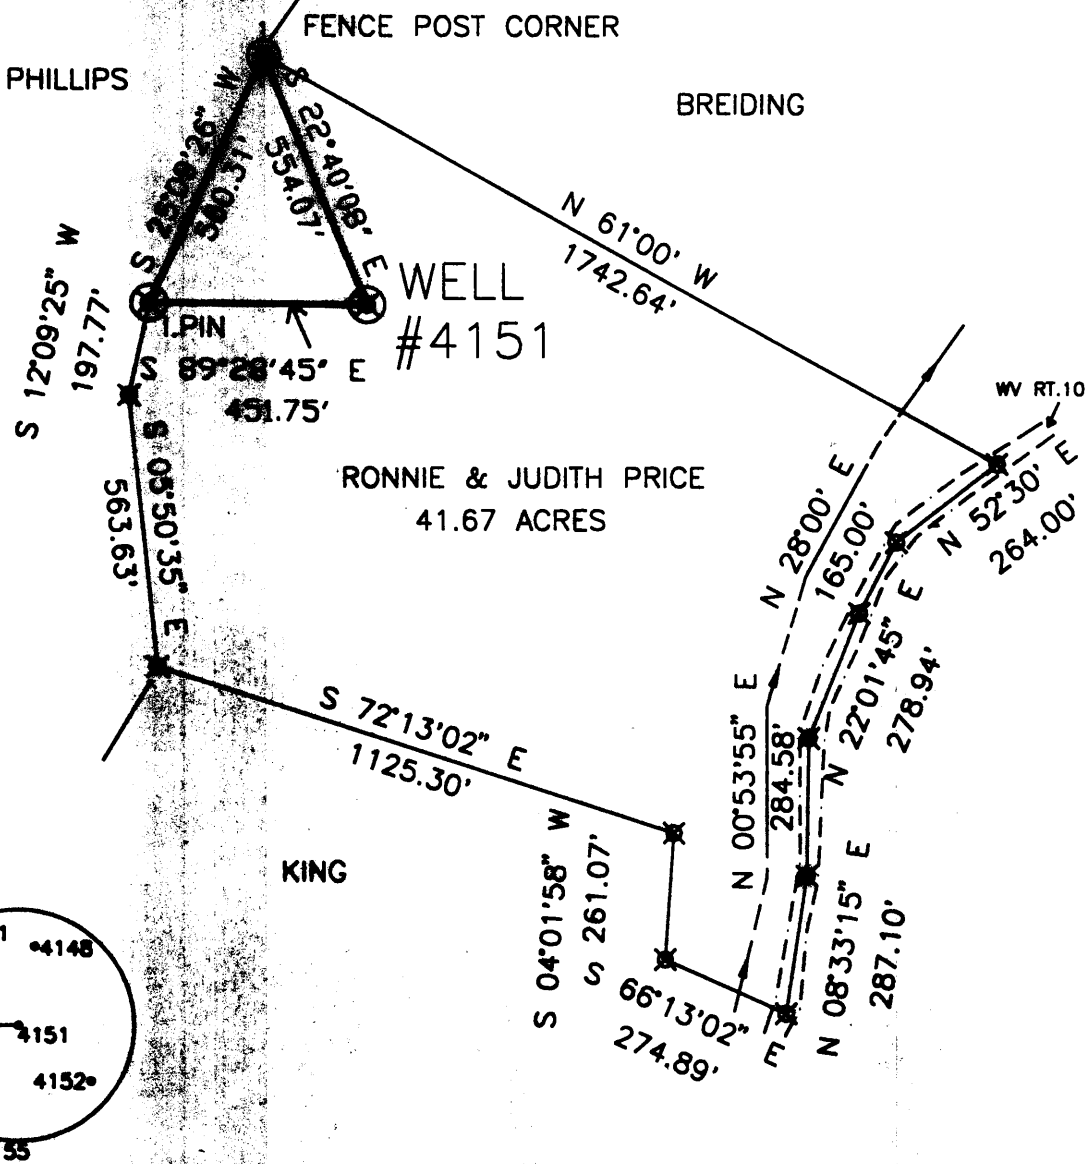 FENCE POST CORNER
PHILLIPS
BREIDING
S 25°09'26" W
560.31'
S 22°40'08" E
554.07'
N 61°00' W
1742.64'
WELL
#4151
I.PIN
S 89°28'45" E
451.75'
S 12°09'25" W
197.77'
WV RT.10
S 05°50'35" E
563.63'
RONNIE & JUDITH PRICE
41.67 ACRES
N 52°30' E
264.00'
N 28°00' E
165.00'
N 22°01'45" E
278.94'
S 72°13'02" E
1125.30'
N 00°53'55" E
284.58'
KING
S 04°01'58" W
261.07'
N 08°33'15" E
287.10'
S 66°13'02" E
274.89'
1
4148
4151
4152
55